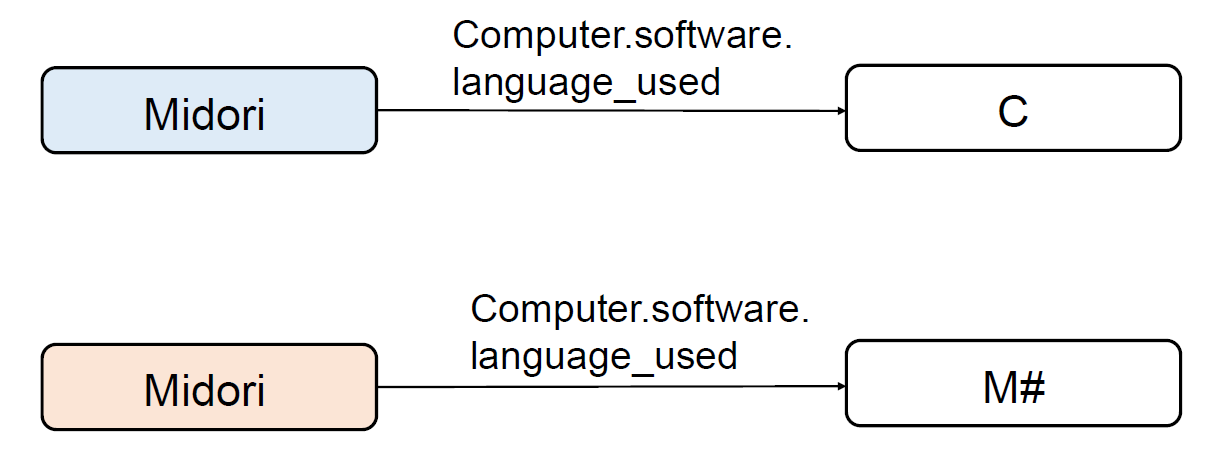 Computer.software.
language_used
Midori
C
Computer.software.
language_used
Midori
M#